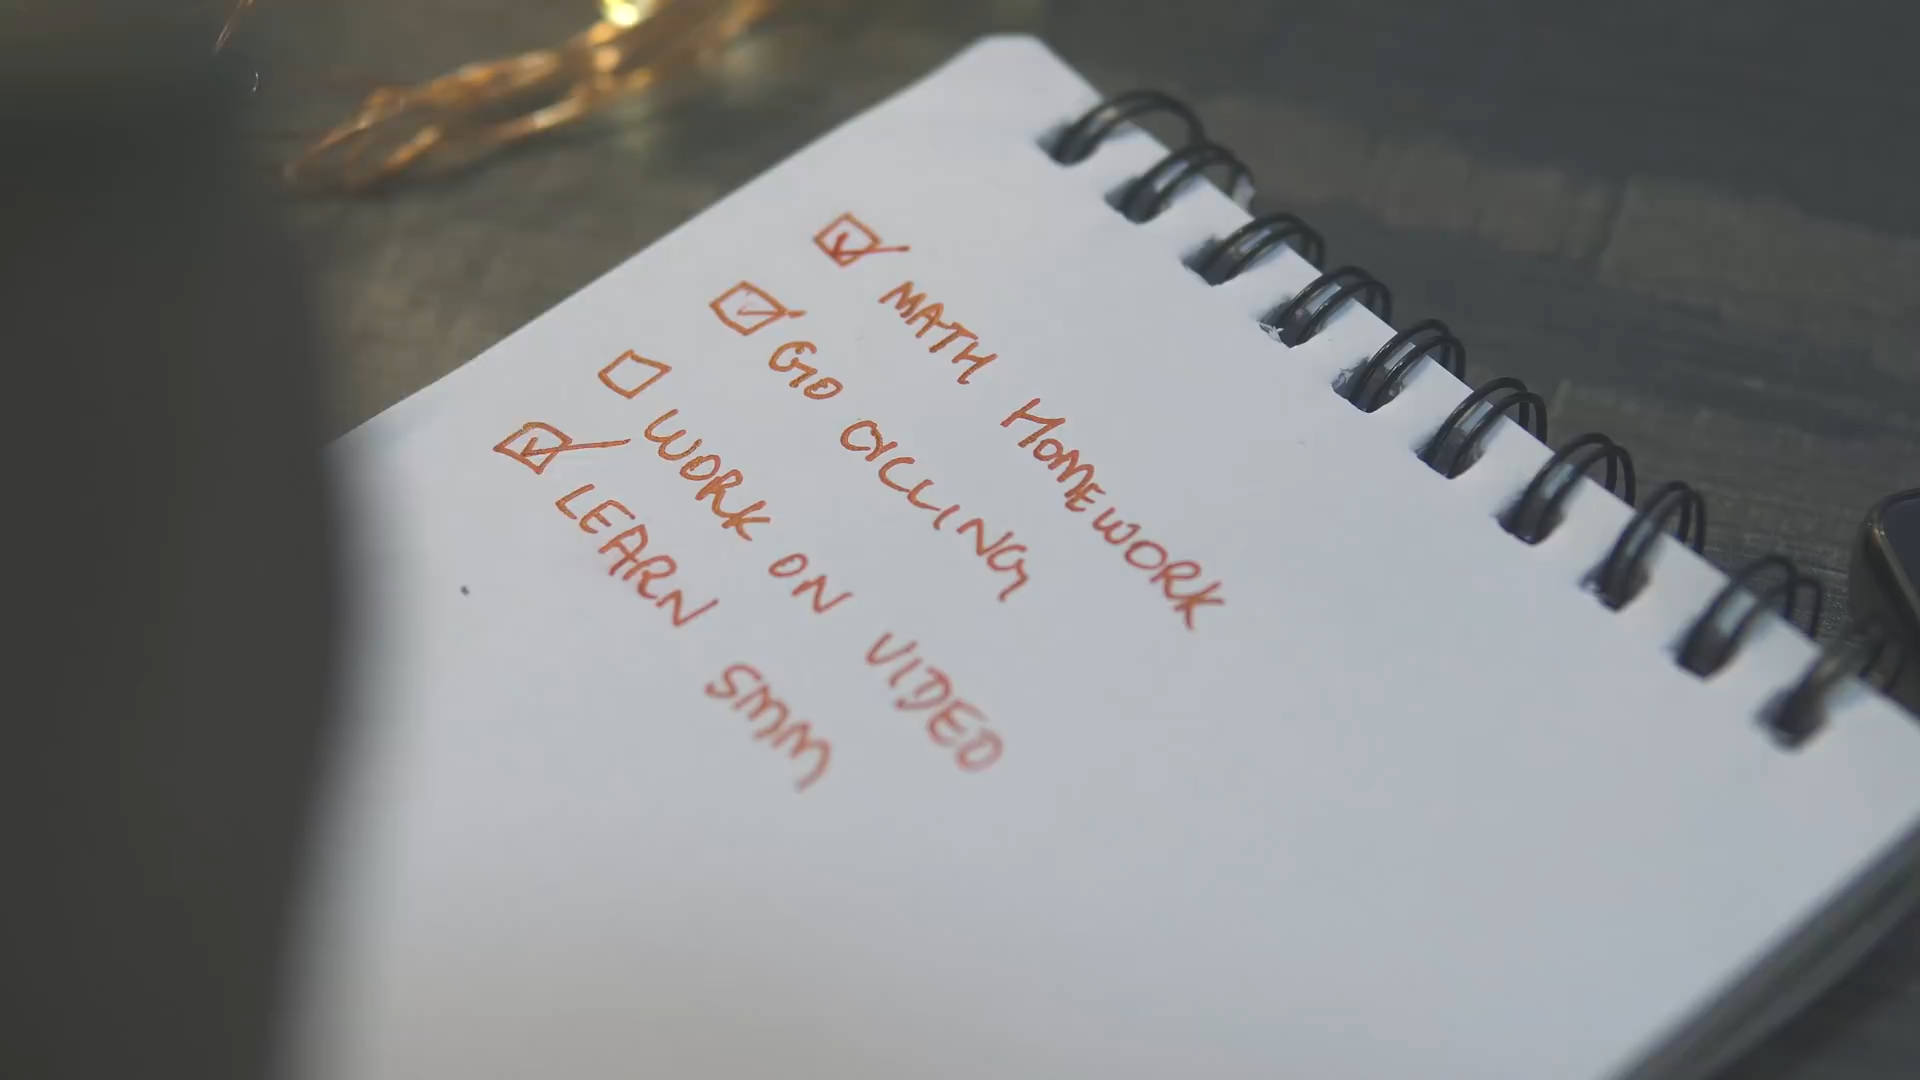 ☑ MATH HOMEWORK
☑ GO CYCLING
☐ WORK ON VIDEO
☑ LEARN SMM